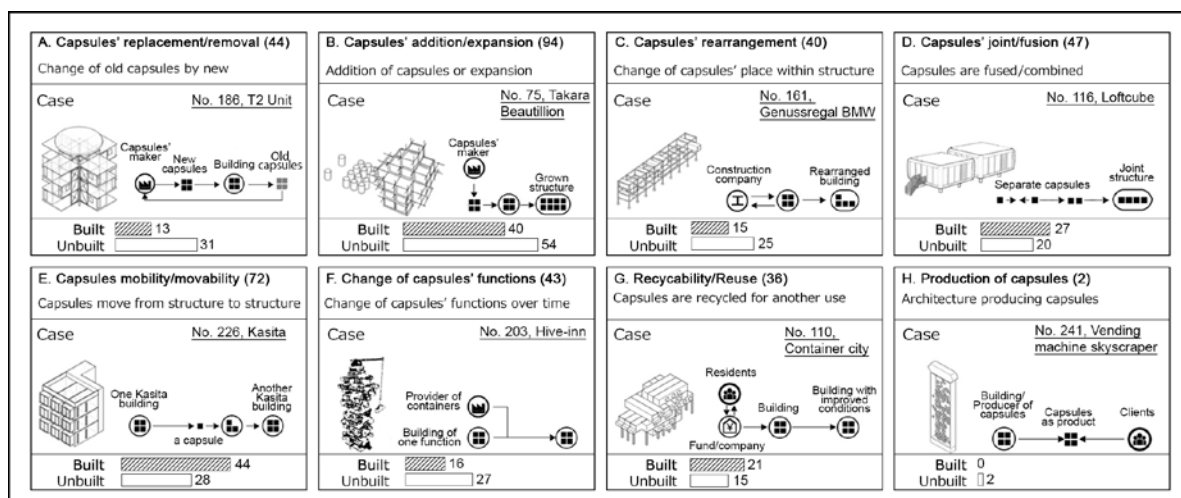 A. Capsules' replacement/removal (44)
Change of old capsules by new
Case
No. 186, T2 Unit
Capsules'
maker
New
capsules
Building
Old
capsules
Built
13
Unbuilt
31
B. Capsules' addition/expansion (94)
Addition of capsules or expansion
Case
No. 75, Takara
Beautillion
Capsules'
maker
Grown
structure
Built
40
Unbuilt
54
C. Capsules' rearrangement (40)
Change of capsules' place within structure
Case
No. 161,
Genussregal BMW
Construction
company
Rearranged
building
Built
15
Unbuilt
25
D. Capsules' joint/fusion (47)
Capsules are fused/combined
Case
No. 116, Loftcube
Separate capsules
Joint
structure
Built
27
Unbuilt
20
E. Capsules mobility/movability (72)
Capsules move from structure to structure
Case
No. 226, Kasita
One Kasita
building
a capsule
Another
Kasita
building
Built
44
Unbuilt
28
F. Change of capsules' functions (43)
Change of capsules' functions over time
Case
No. 203, Hive-inn
Provider of
containers
Building of
one function
Built
16
Unbuilt
27
G. Recycability/Reuse (36)
Capsules are recycled for another use
Case
No. 110,
Container city
Residents
Fund/company
Building
Building with
improved
conditions
Built
21
Unbuilt
15
H. Production of capsules (2)
Architecture producing capsules
Case
No. 241, Vending
machine skyscraper
Building/
Producer of
capsules
Capsules
as product
Clients
Built
0
Unbuilt
2